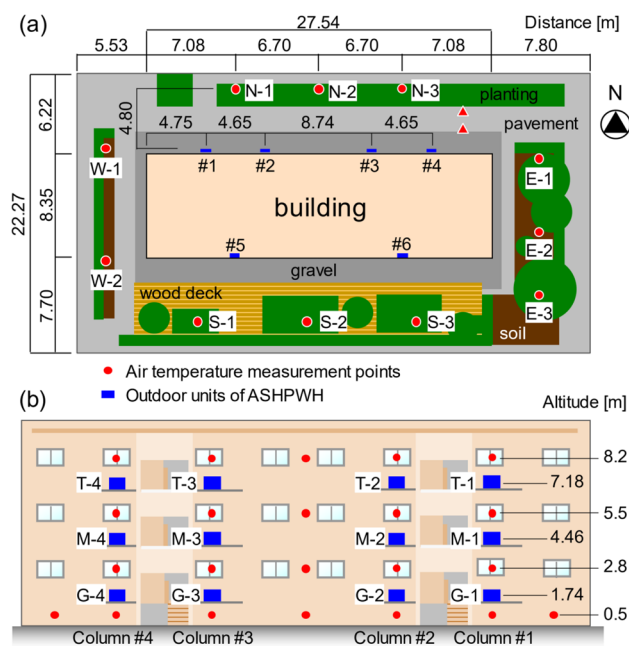 (a)
27.54
Distance [m]
5.53
7.08
6.70
6.70
7.08
7.80
N-1
N-2
N-3
planting
N
6.22
4.80
4.75
4.65
8.74
4.65
pavement
W-1
#1
#2
#3
#4
E-1
22.27
8.35
building
W-2
#5
#6
E-2
gravel
7.70
wood deck
E-3
S-1
S-2
S-3
soil
Air temperature measurement points
Outdoor units of ASHPWH
(b)
Altitude [m]
8.2
T-4
T-3
T-2
T-1
7.18
5.5
M-4
M-3
M-2
M-1
4.46
2.8
G-4
G-3
G-2
G-1
1.74
0.5
Column #4
Column #3
Column #2
Column #1